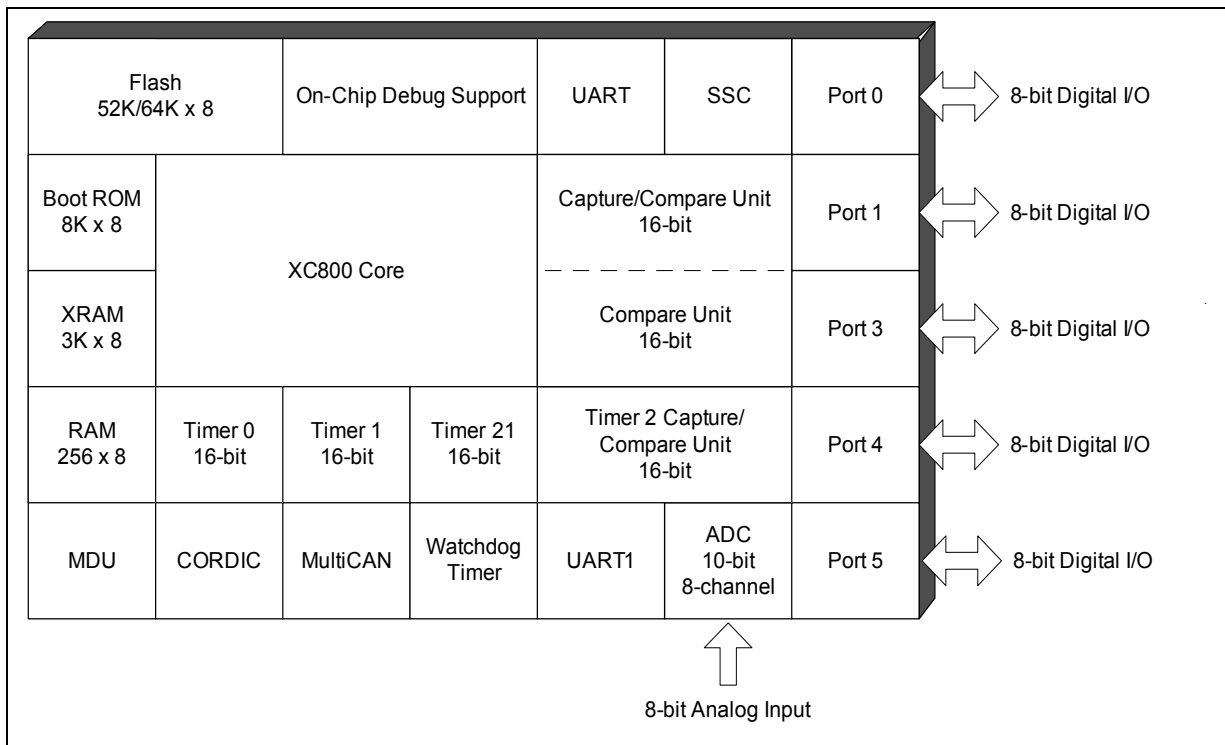 Flash
52K/64K x 8
On-Chip Debug Support
UART
SSC
Port 0
8-bit Digital I/O
Boot ROM
8K x 8
XC800 Core
Capture/Compare Unit
16-bit
Port 1
8-bit Digital I/O
XRAM
3K x 8
Compare Unit
16-bit
Port 3
8-bit Digital I/O
RAM
256 x 8
Timer 0
16-bit
Timer 1
16-bit
Timer 21
16-bit
Timer 2 Capture/
Compare Unit
16-bit
Port 4
8-bit Digital I/O
MDU
CORDIC
MultiCAN
Watchdog
Timer
UART1
ADC
10-bit
8-channel
Port 5
8-bit Digital I/O
8-bit Analog Input